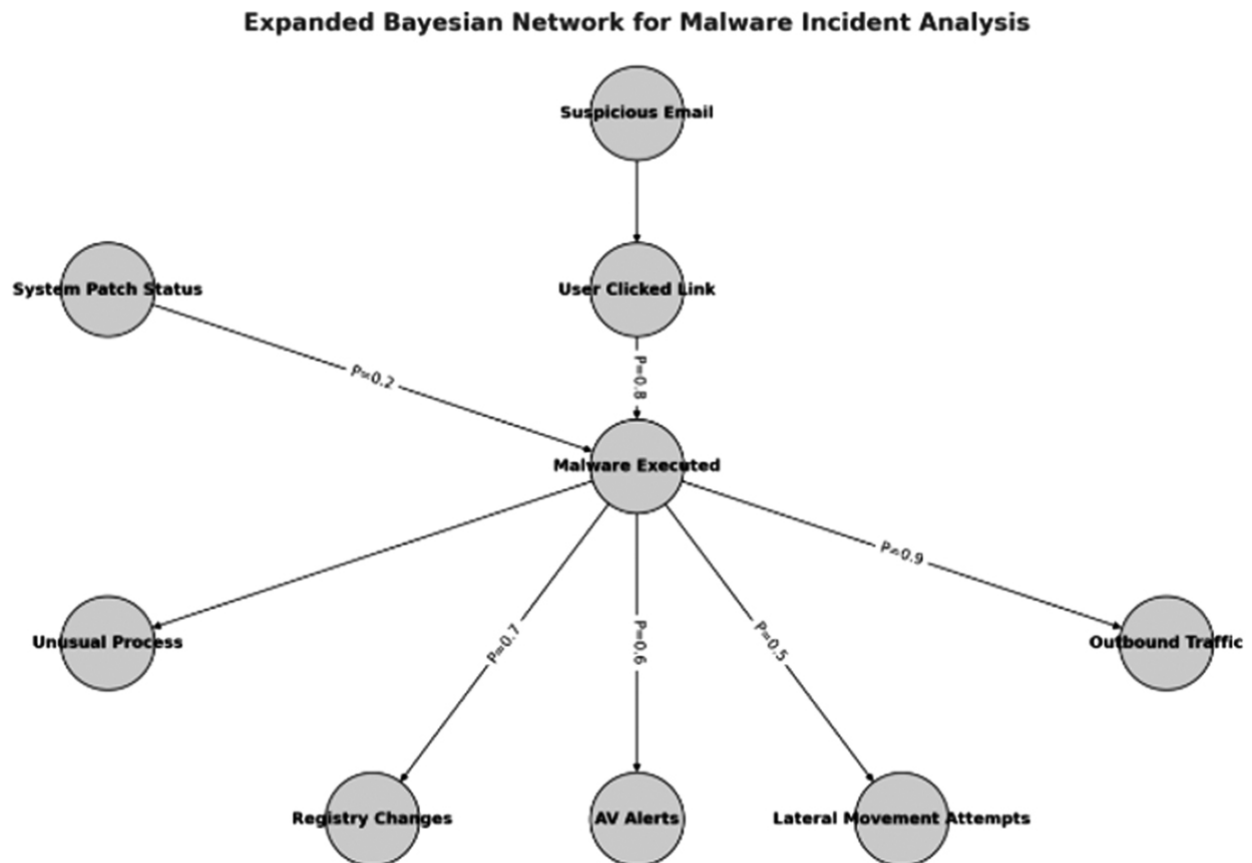 Expanded Bayesian Network for Malware Incident Analysis
Suspicious Email
System Patch Status
User Clicked Link
P=0.2
P=0.8
Malware Executed
P=0.9
Unusual Process
P=0.7
P=0.6
P=0.5
Outbound Traffic
Registry Changes
AV Alerts
Lateral Movement Attempts